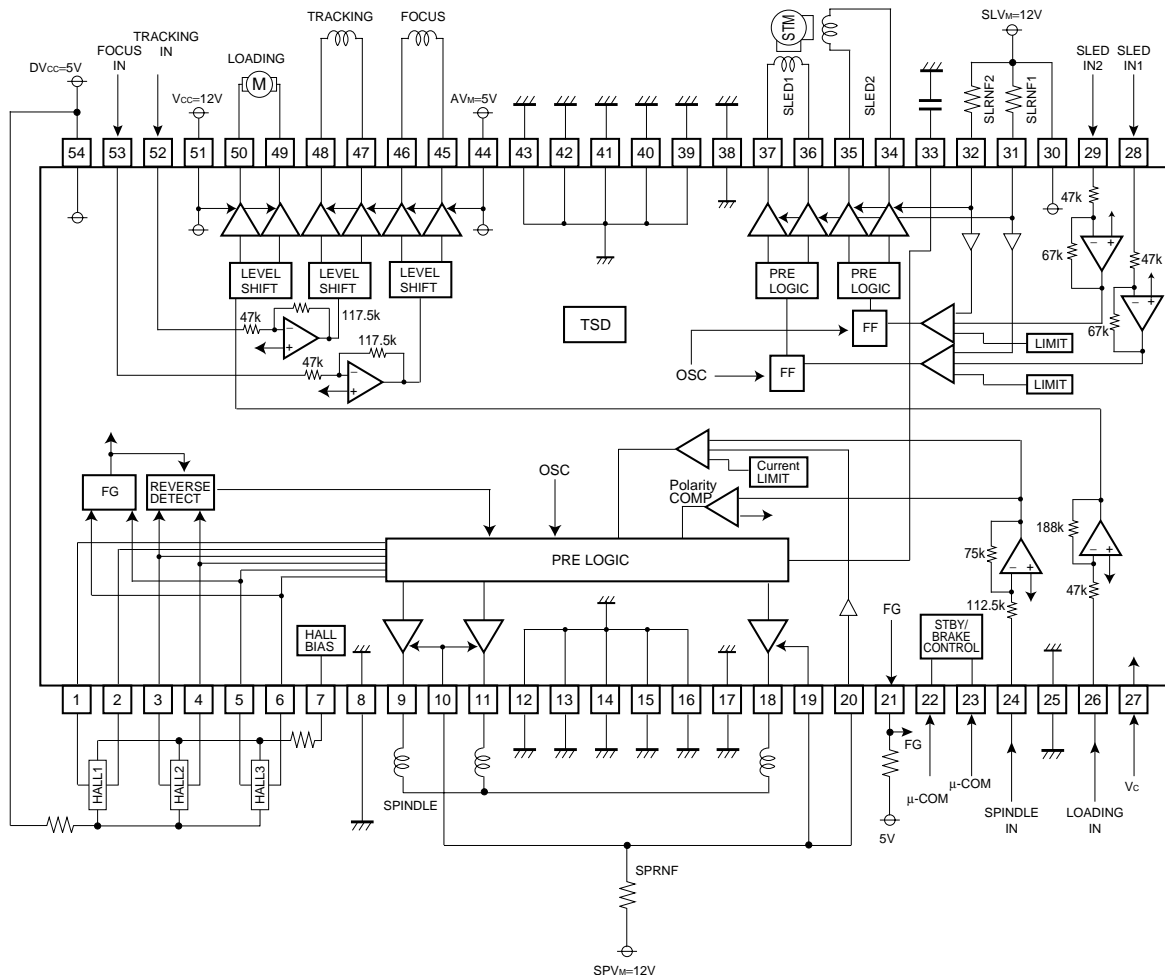 TRACKING
FOCUS
STM
SLVM=12V
FOCUS
IN
TRACKING
IN
LOADING
SLED1
SLED2
SLRNF2
SLRNF1
SLED
IN2
SLED
IN1
DVCC=5V
VCC=12V
M
AVM=5V
54
53
52
51
50
49
48
47
46
45
44
43
42
41
40
39
38
37
36
35
34
33
32
31
30
29
28
47k
67k
47k
67k
LEVEL
SHIFT
LEVEL
SHIFT
LEVEL
SHIFT
PRE
LOGIC
PRE
LOGIC
47k
117.5k
47k
117.5k
TSD
FF
FF
OSC
LIMIT
LIMIT
FG
REVERSE
DETECT
OSC
Current
LIMIT
Polarity
COMP
PRE LOGIC
75k
112.5k
188k
47k
HALL
BIAS
FG
STBY/
BRAKE
CONTROL
1
2
3
4
5
6
7
8
9
10
11
12
13
14
15
16
17
18
19
20
21
22
23
24
25
26
27
HALL1
HALL2
HALL3
SPINDLE
FG
5V
μ-COM
μ-COM
SPINDLE
IN
LOADING
IN
VC
SPRNF
SPVM=12V